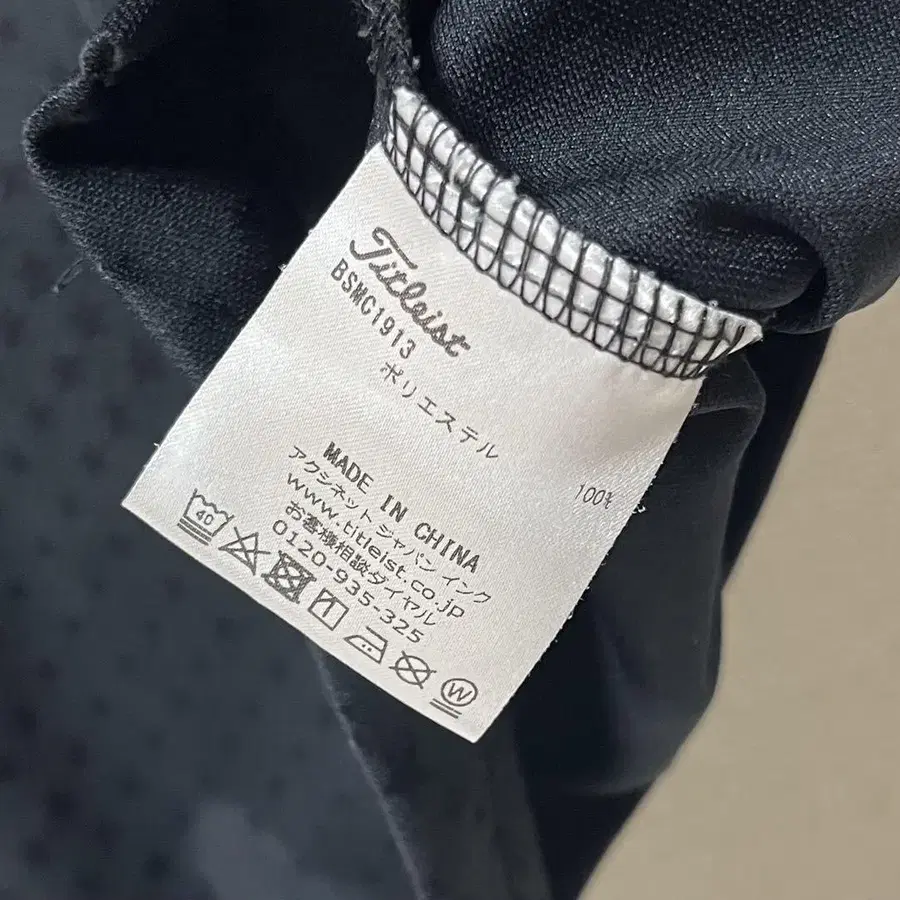 Titleist
BSMC1913
ポリエステル 100%
MADE IN CHINA
アクシネット ジャパン インク
www.titleist.co.jp
お客様相談ダイヤル
0120-935-325
40
W